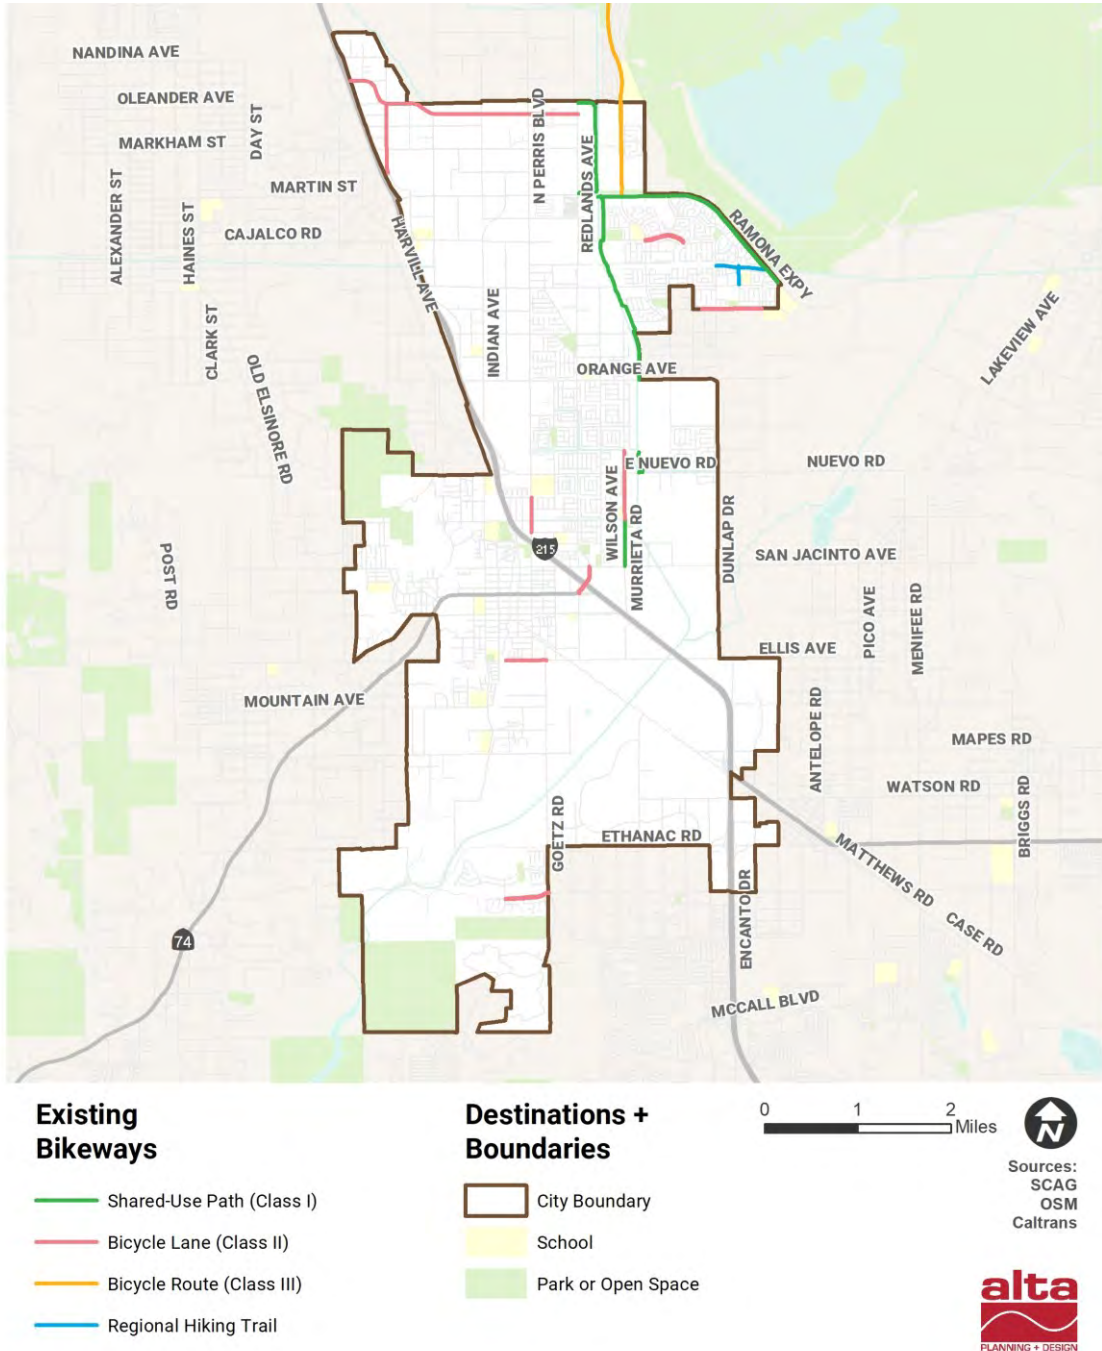 NANDINA AVE
OLEANDER AVE
MARKHAM ST
DAY ST
MARTIN ST
ALEXANDER ST
HAINES ST
CAJALCO RD
HARVILL AVE
N PERRIS BLVD
REDLANDS AVE
RAMONA EXPY
CLARK ST
OLD ELSINORE RD
INDIAN AVE
ORANGE AVE
LAKEVIEW AVE
E NUEVO RD
NUEVO RD
WILSON AVE
MURRIETA RD
DUNLAP DR
215
SAN JACINTO AVE
POST RD
PICO AVE
MENIFEE RD
ELLIS AVE
MOUNTAIN AVE
ANTELOPE RD
MAPES RD
WATSON RD
BRIGGS RD
GOETZ RD
ETHANAC RD
MATTHEWS RD
CASE RD
ENCANTO DR
74
MCCALL BLVD
Existing
Bikeways
Shared-Use Path (Class I)
Bicycle Lane (Class II)
Bicycle Route (Class III)
Regional Hiking Trail
Destinations +
Boundaries
City Boundary
School
Park or Open Space
0 1 2
Miles
N
Sources:
SCAG
OSM
Caltrans
alta
PLANNING + DESIGN